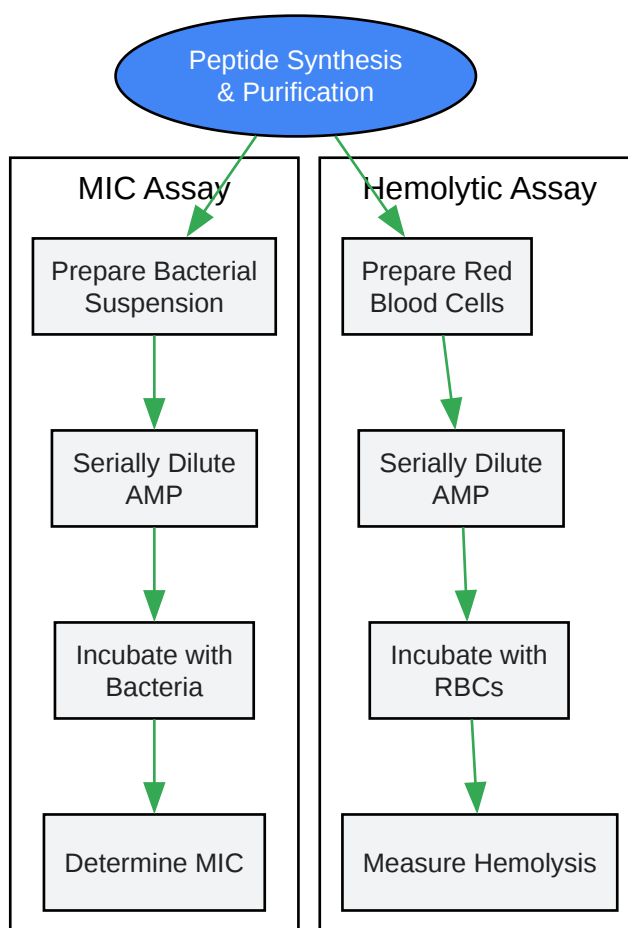 Peptide Synthesis
& Purification
MIC Assay
Prepare Bacterial
Suspension
Serially Dilute
AMP
Incubate with
Bacteria
Determine MIC
Hemolytic Assay
Prepare Red
Blood Cells
Serially Dilute
AMP
Incubate with
RBCs
Measure Hemolysis